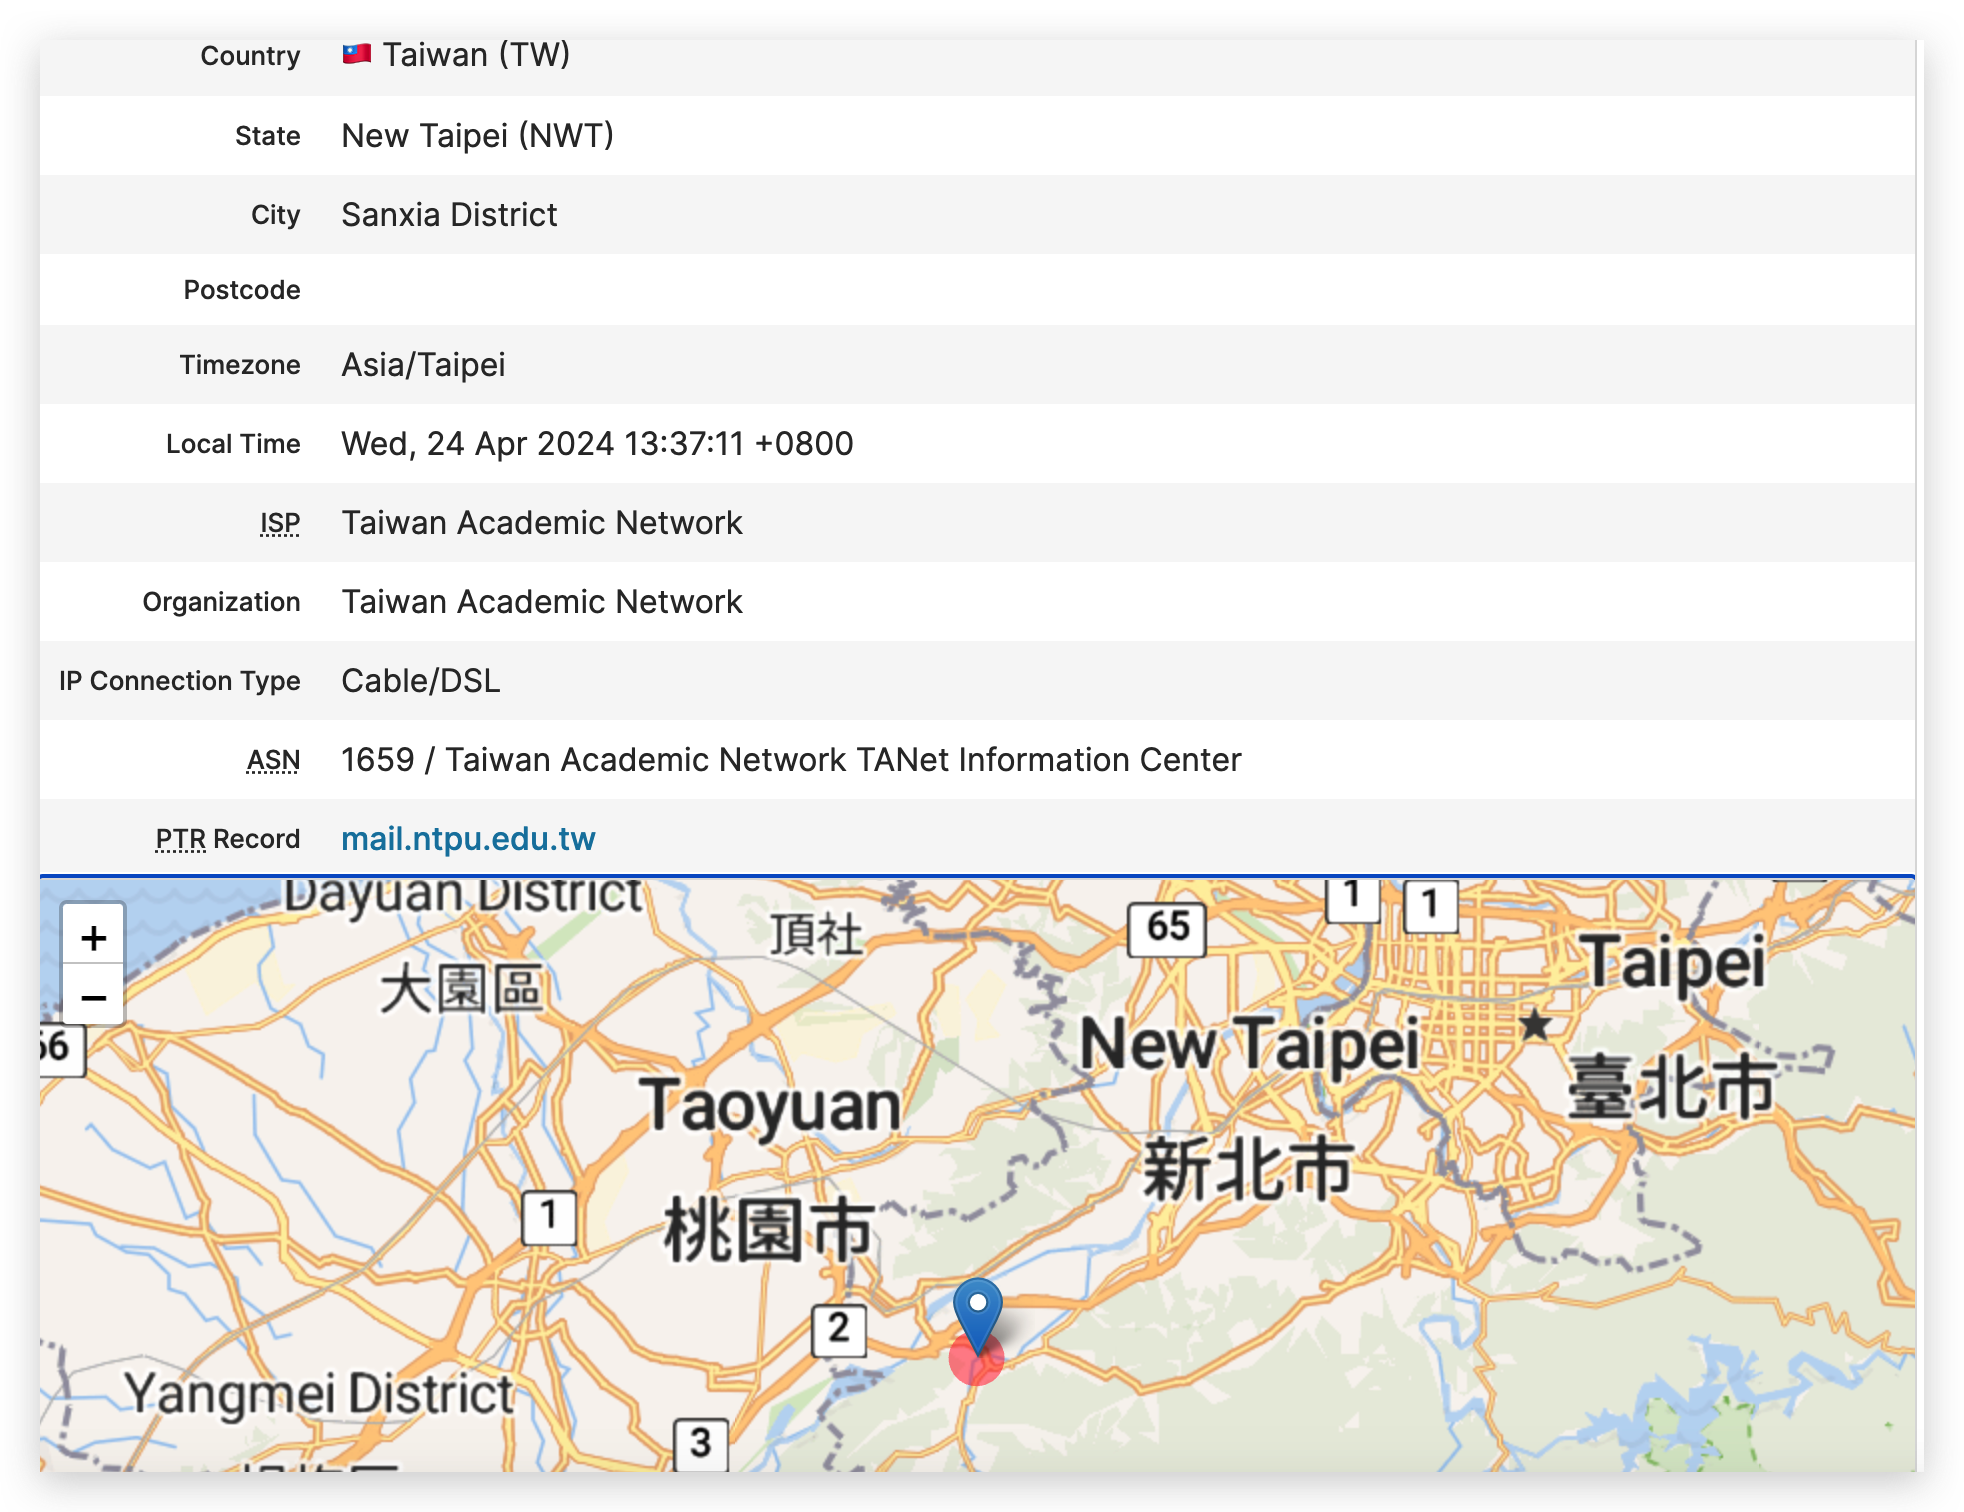 Country Taiwan (TW)
State New Taipei (NWT)
City Sanxia District
Postcode
Timezone Asia/Taipei
Local Time Wed, 24 Apr 2024 13:37:11 +0800
ISP Taiwan Academic Network
Organization Taiwan Academic Network
IP Connection Type Cable/DSL
ASN 1659 / Taiwan Academic Network TANet Information Center
PTR Record mail.ntpu.edu.tw
Dayuan District
大園區
頂社
65
1
1
Taipei
臺北市
+
−
66
New Taipei
新北市
Taoyuan
桃園市
1
2
Yangmei District
3